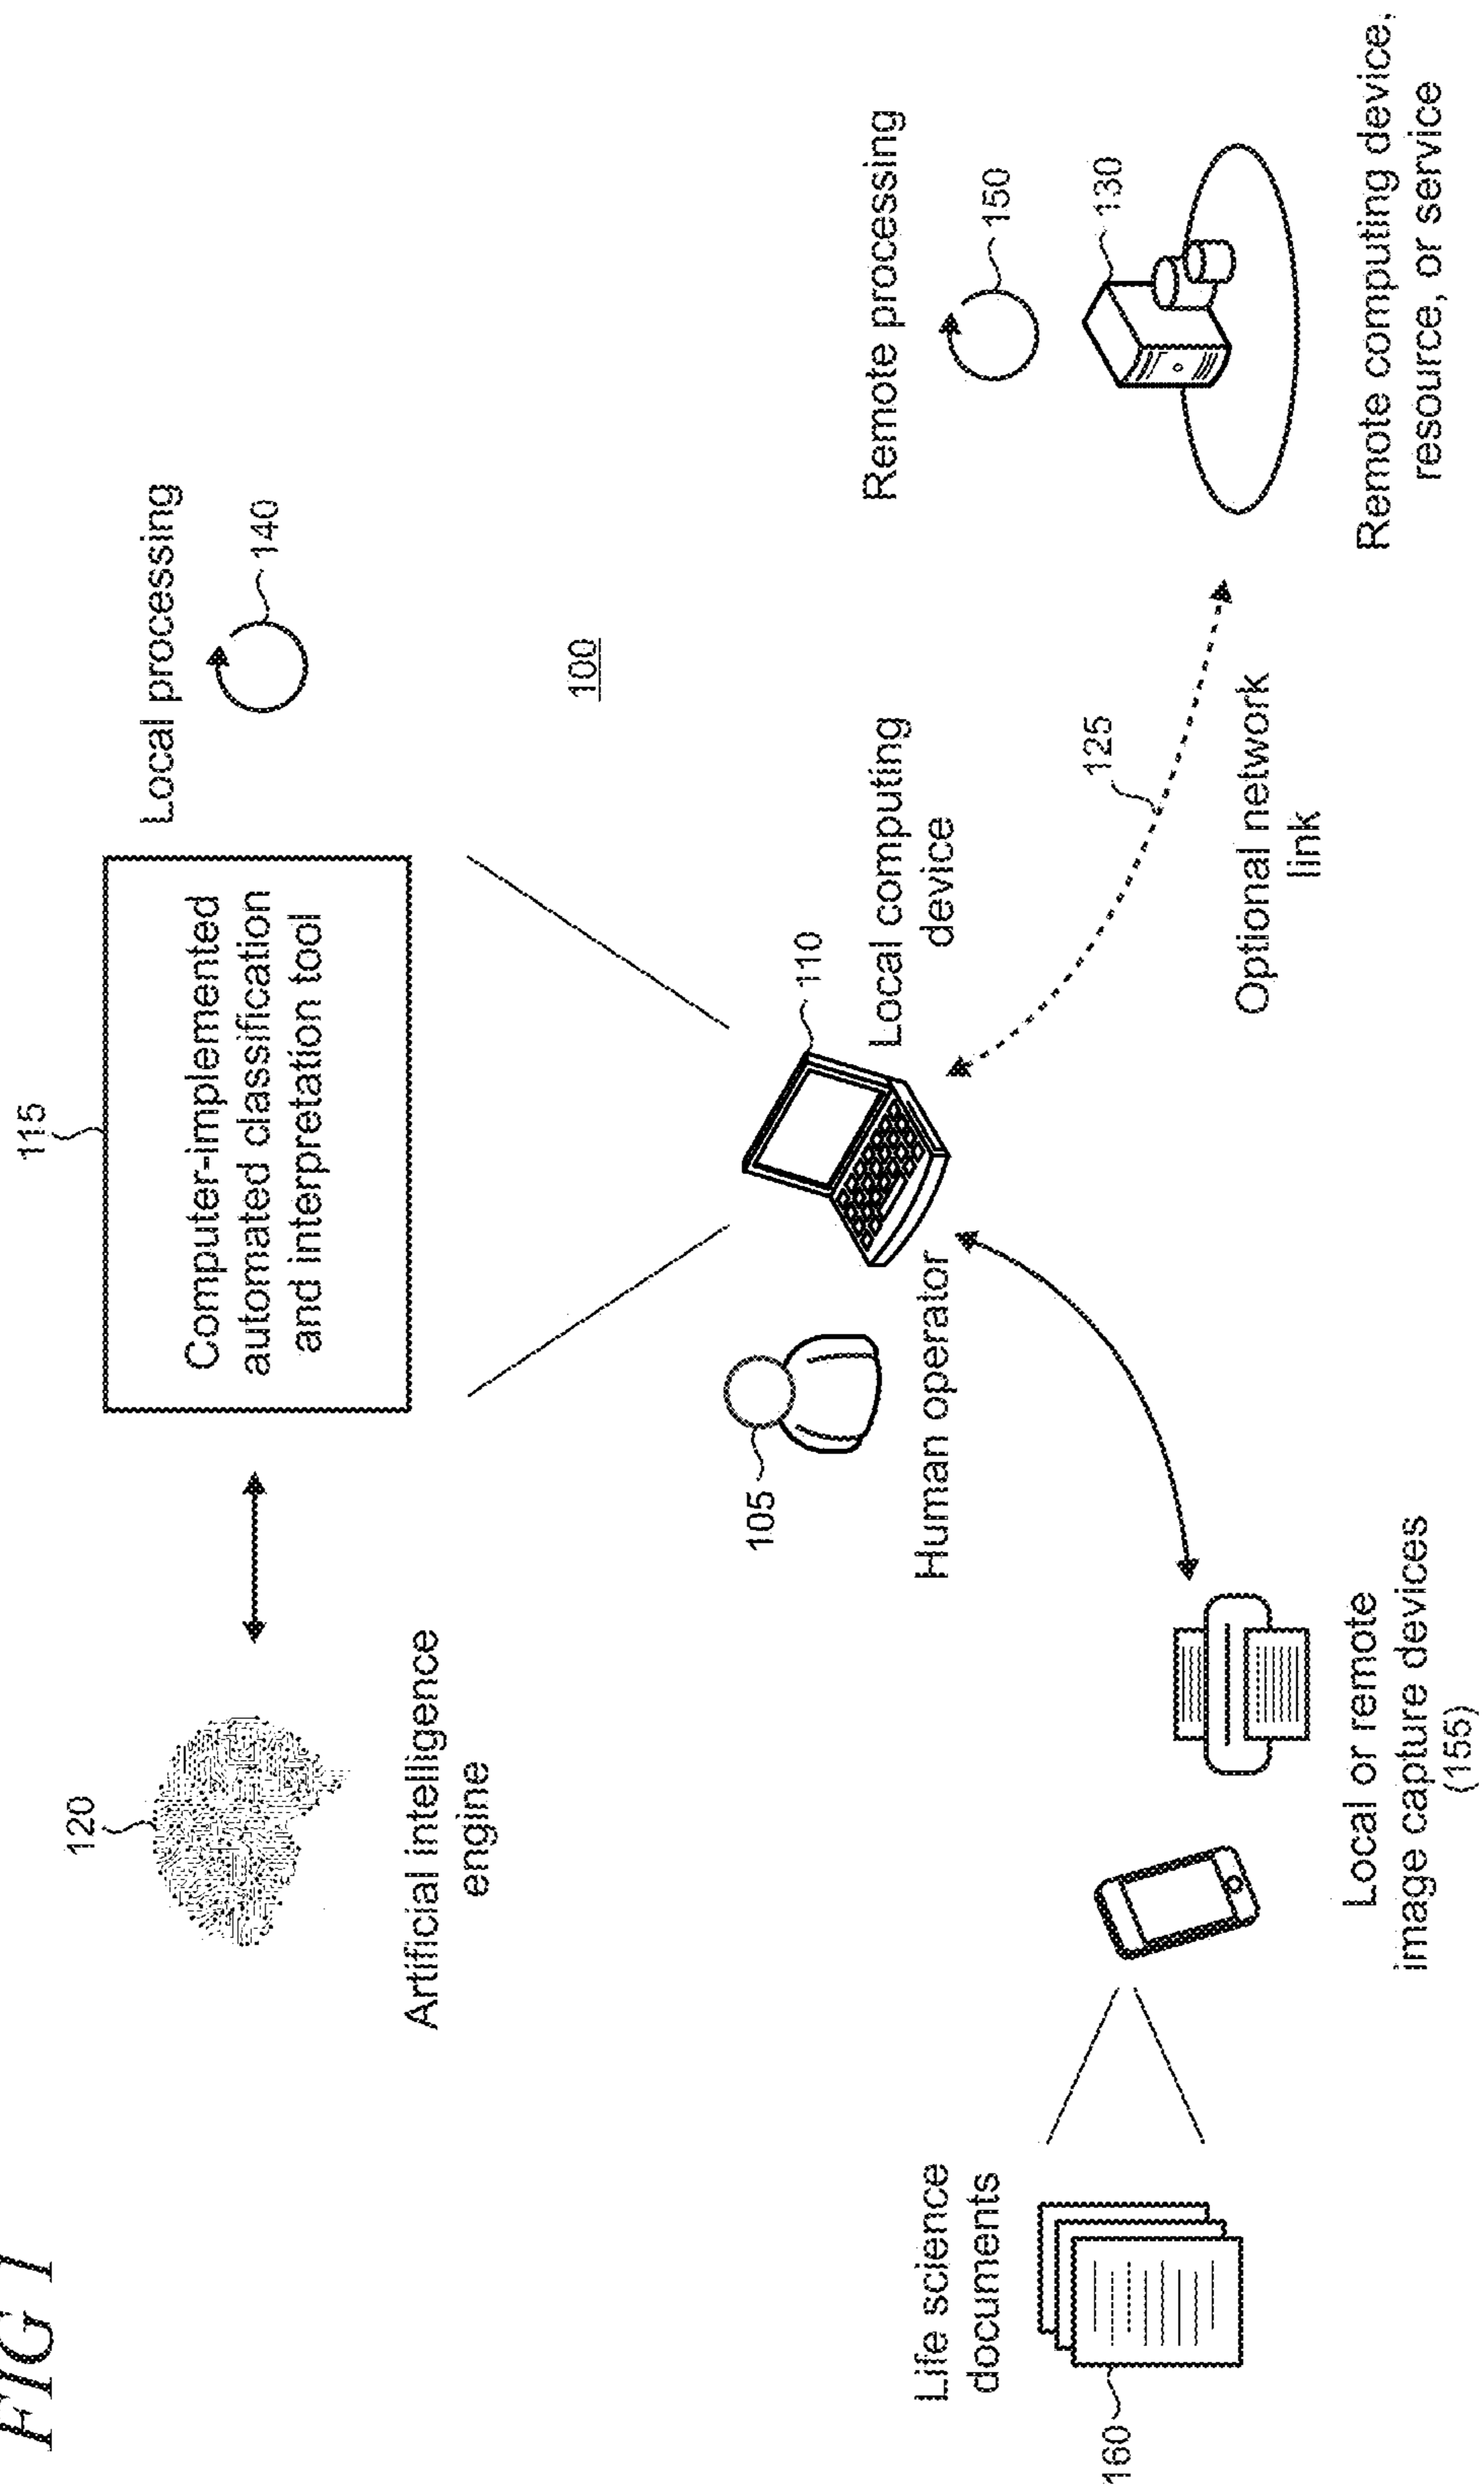 FIG 1
115
120
Computer-implemented
automated classification
and interpretation tool
Local processing
140
Artificial intelligence
engine
100
105
Human operator
110
Local computing
device
Remote processing
150
130
125
Optional network
link
Remote computing device,
resource, or service
Life science
documents
160
Local or remote
image capture devices
(155)